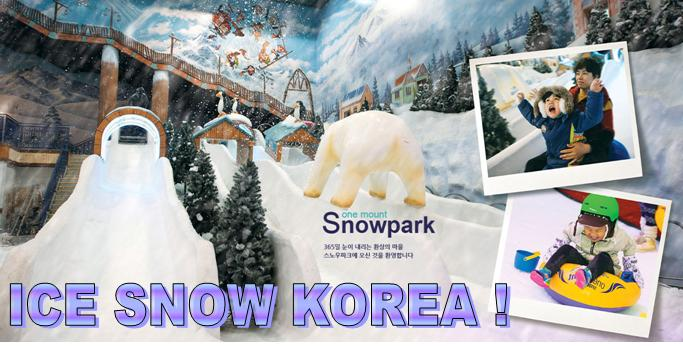 one mount
Snowpark
365일 눈이 내리는 환상의 마을
스노우파크에 오신 것을 환영합니다
ICE SNOW KOREA !